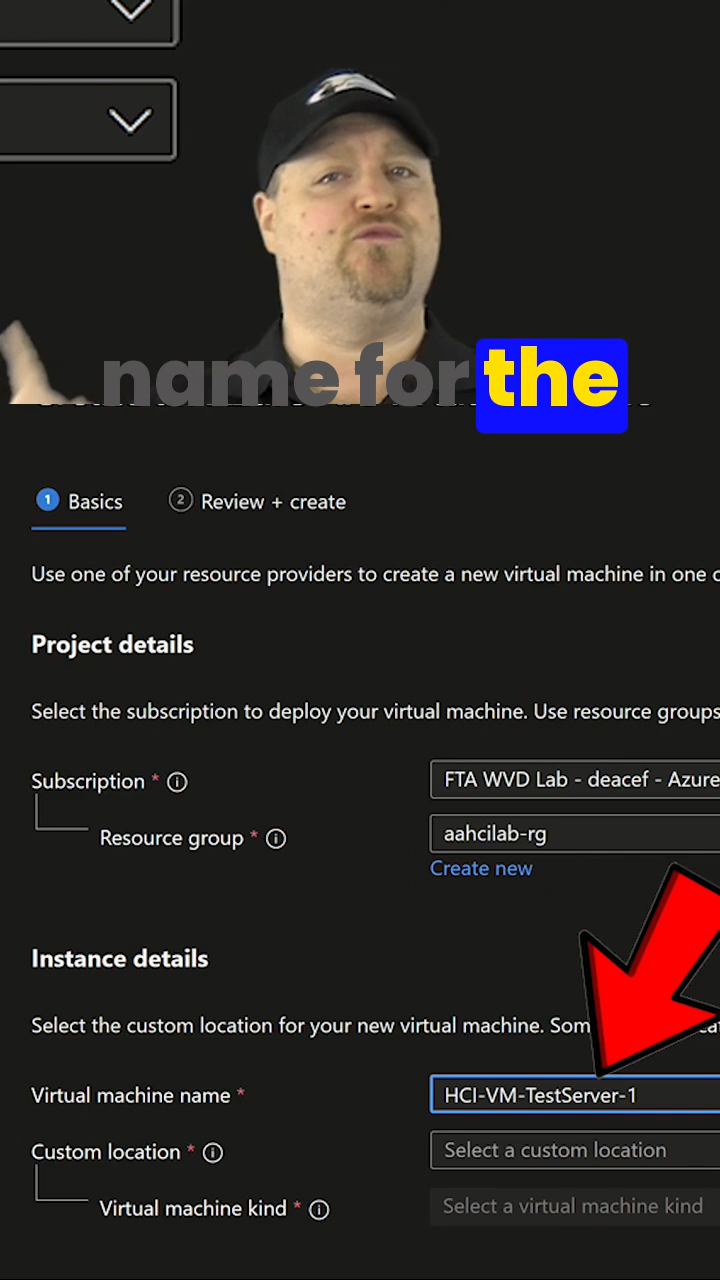 name for the
1 Basics
2 Review + create
Use one of your resource providers to create a new virtual machine in one
Project details
Select the subscription to deploy your virtual machine. Use resource groups
Subscription *
FTA WVD Lab - deacef - Azure
Resource group *
aahcilab-rg
Create new
Instance details
Select the custom location for your new virtual machine. Som
Virtual machine name *
HCI-VM-TestServer-1
Custom location *
Select a custom location
Virtual machine kind *
Select a virtual machine kind